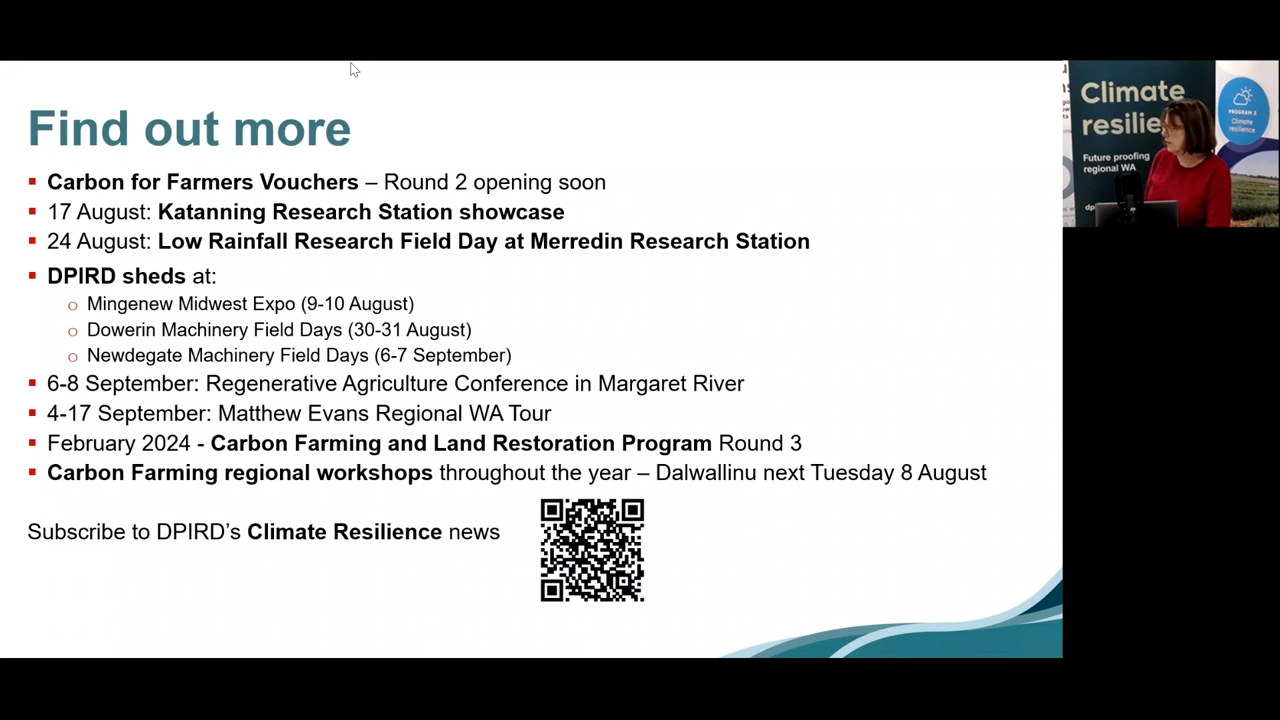 Find out more
▪ Carbon for Farmers Vouchers – Round 2 opening soon
▪ 17 August: Katanning Research Station showcase
▪ 24 August: Low Rainfall Research Field Day at Merredin Research Station
▪ DPIRD sheds at:
o Mingenew Midwest Expo (9-10 August)
o Dowerin Machinery Field Days (30-31 August)
o Newdegate Machinery Field Days (6-7 September)
▪ 6-8 September: Regenerative Agriculture Conference in Margaret River
▪ 4-17 September: Matthew Evans Regional WA Tour
▪ February 2024 - Carbon Farming and Land Restoration Program Round 3
▪ Carbon Farming regional workshops throughout the year – Dalwallinu next Tuesday 8 August
Subscribe to DPIRD’s Climate Resilience news
Climate
resilie
Future proofing
regional WA
PROGRAM 3
Climate
resilience